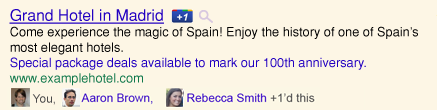 Grand Hotel in Madrid +1
Come experience the magic of Spain! Enjoy the history of one of Spain's
most elegant hotels.
Special package deals available to mark our 100th anniversary.
www.examplehotel.com
You, Aaron Brown, Rebecca Smith +1'd this